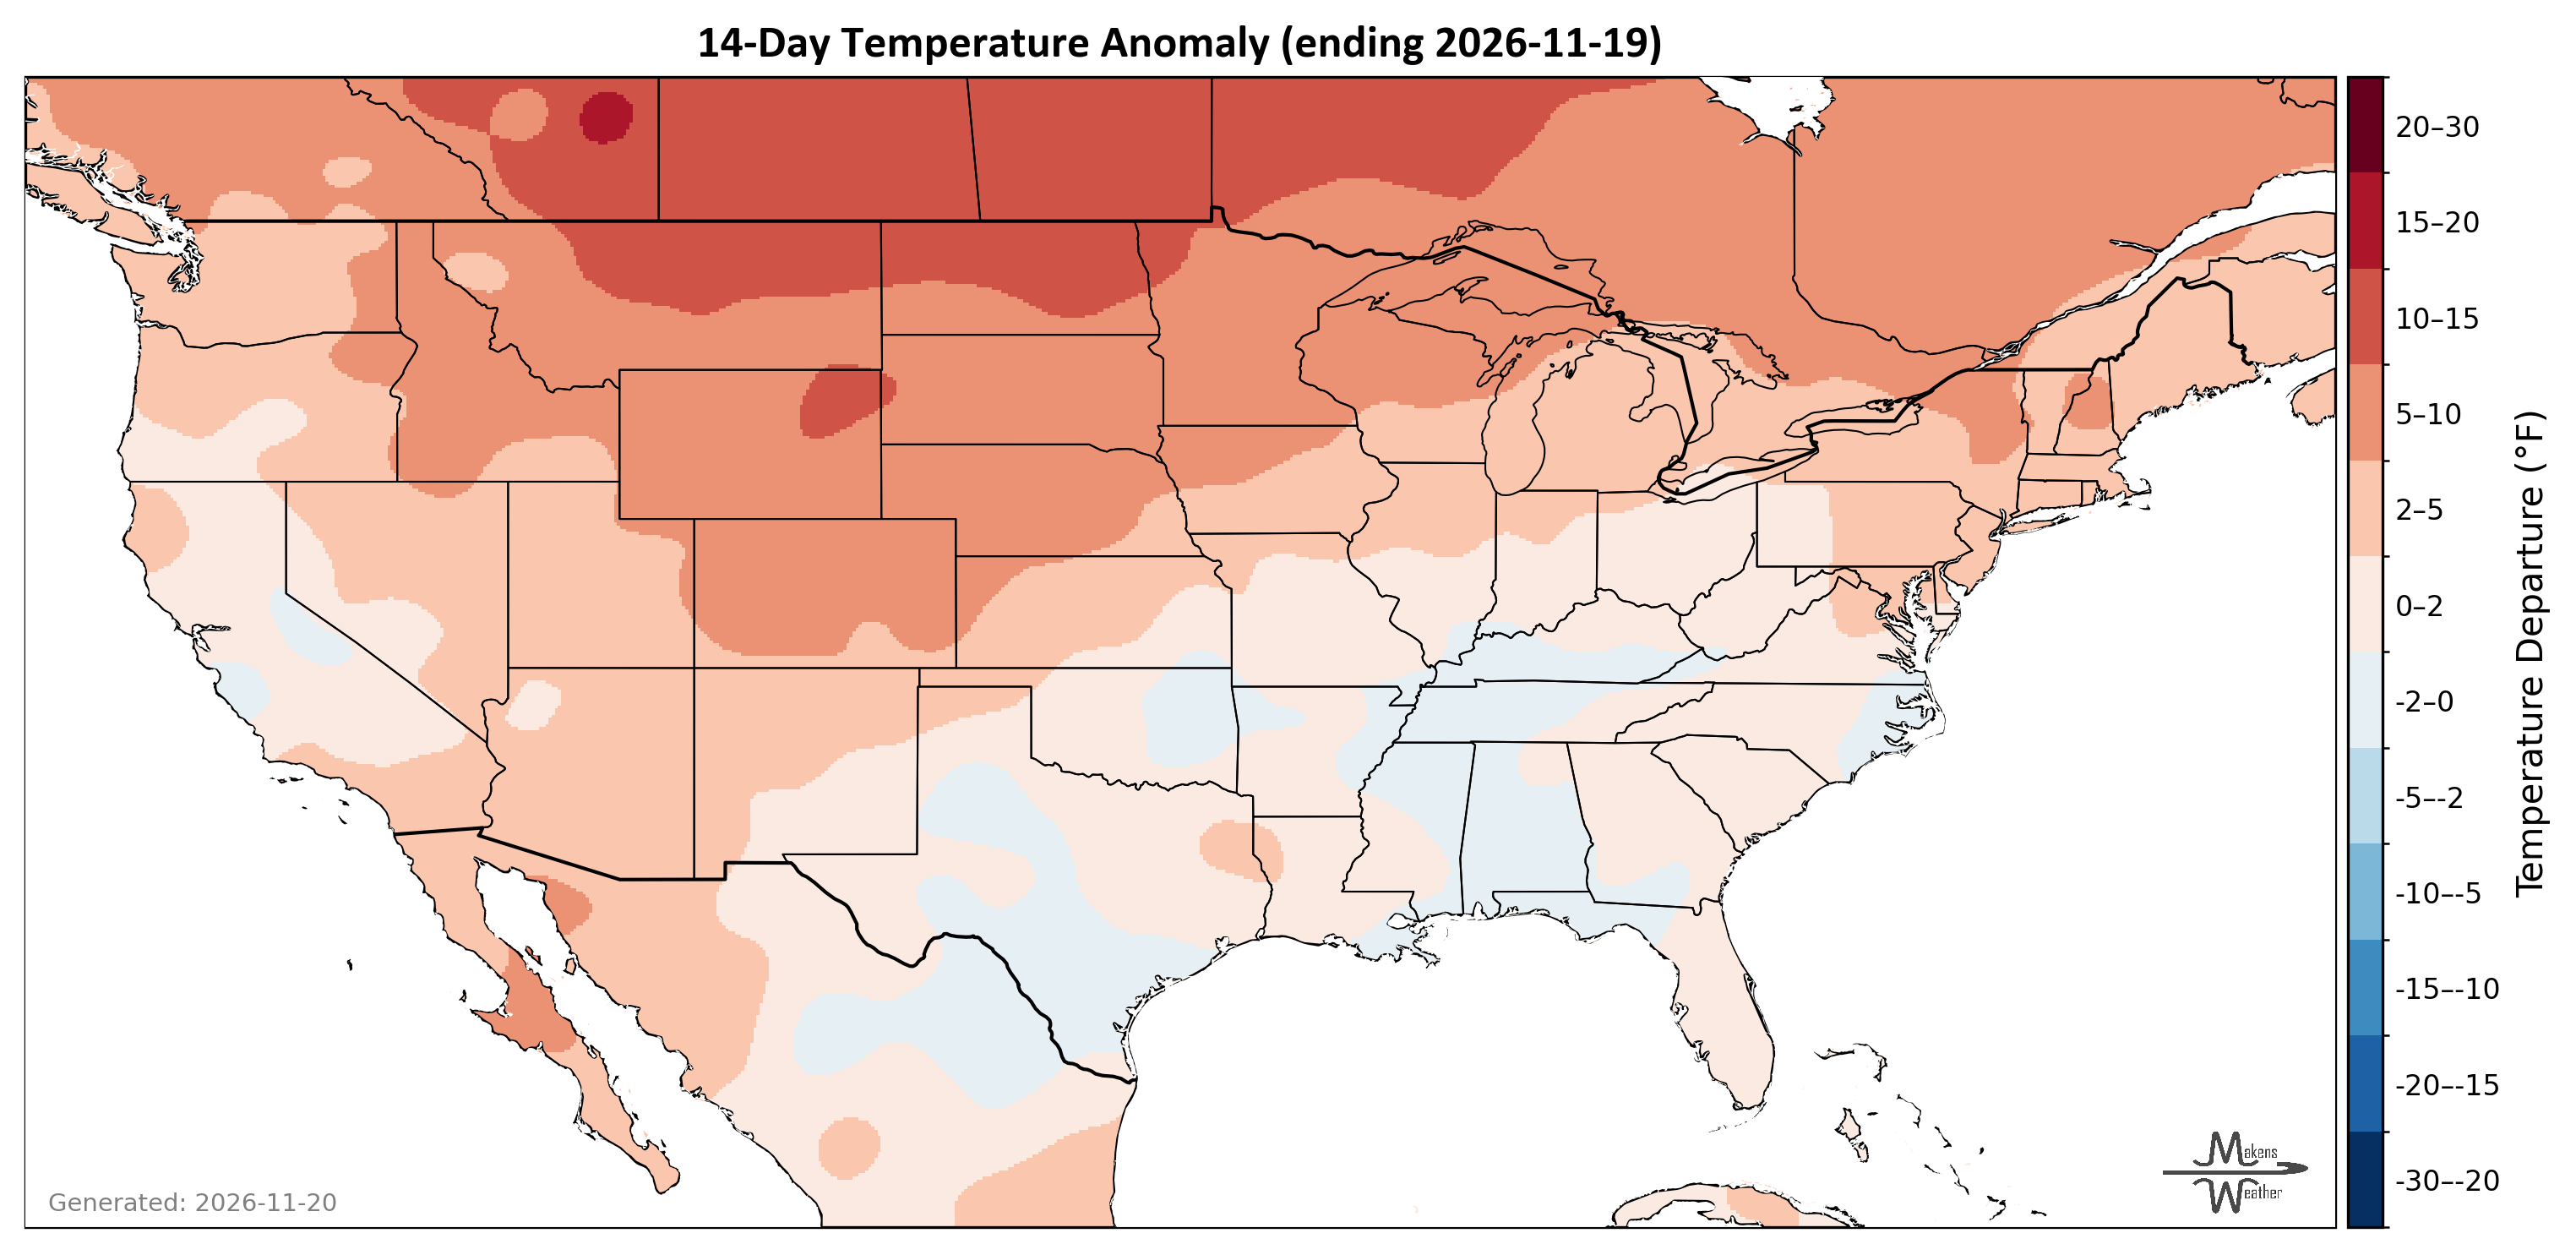 14-Day Temperature Anomaly (ending 2026-11-19)
20–30
15–20
10–15
5–10
2–5
0–2
-2–0
-5–-2
-10–-5
-15–-10
-20–-15
-30–-20
Temperature Departure (°F)
Makens
Weather
Generated: 2026-11-20